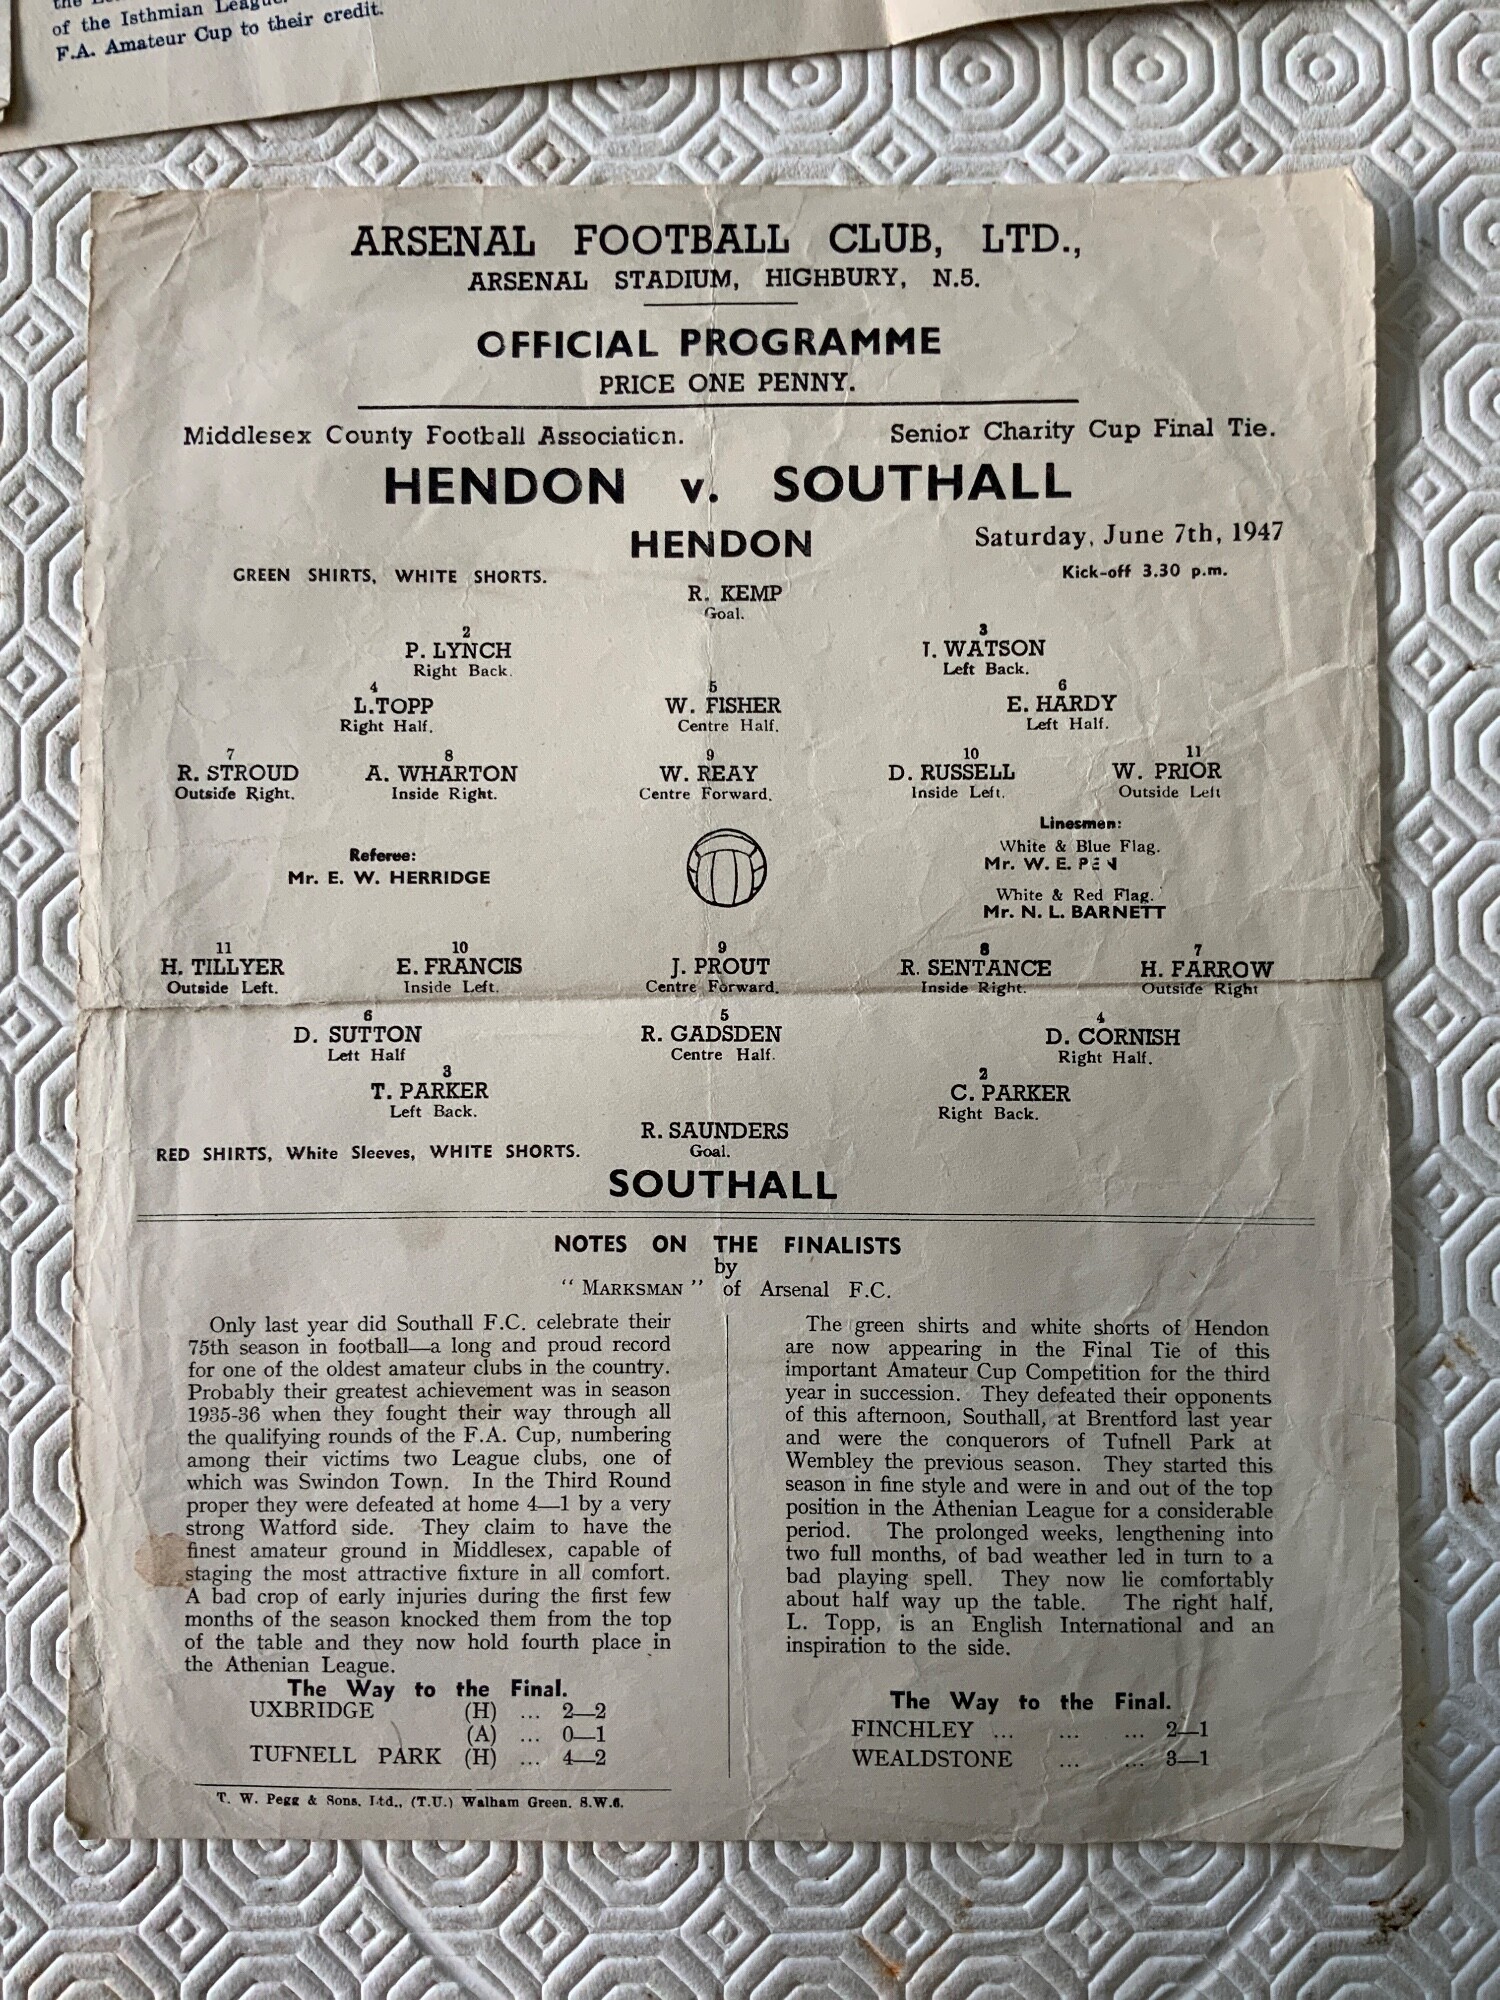 of the Isthmian League.
F.A. Amateur Cup to their credit.
ARSENAL FOOTBALL CLUB, LTD.,
ARSENAL STADIUM, HIGHBURY, N.5.
OFFICIAL PROGRAMME
PRICE ONE PENNY.
Middlesex County Football Association. Senior Charity Cup Final Tie.
HENDON v. SOUTHALL
HENDON Saturday, June 7th, 1947
GREEN SHIRTS, WHITE SHORTS. Kick-off 3.30 p.m.
R. KEMP
Goal.
2 3
P. LYNCH WATSON
Right Back. Left Back.
4 5 6
L.TOPP W. FISHER E. HARDY
Right Half. Centre Half. Left Half.
7 8 9 10 11
R. STROUD A. WHARTON W. REAY D. RUSSELL W. PRIOR
Outside Right. Inside Right. Centre Forward. Inside Left. Outside Left
Linesmen:
White & Blue Flag.
Referee: Mr. W. E.
Mr. E. W. HERRIDGE
White & Red Flag.
Mr. N. L. BARNETT
11 10 9 8 7
H. TILLYER E. FRANCIS J. PROUT R. SENTANCE H. FARROW
Outside Left. Inside Left. Centre Forward. Inside Right. Outside Right
6 5 4
D. SUTTON R. GADSDEN D. CORNISH
Left Half Centre Half. Right Half.
3 2
T. PARKER C. PARKER
Left Back. Right Back.
R. SAUNDERS
RED SHIRTS, White Sleeves, WHITE SHORTS. Goal.
SOUTHALL
NOTES ON THE FINALISTS
by
"MARKSMAN" of Arsenal F.C.
Only last year did Southall F.C. celebrate their
75th season in football—a long and proud record
for one of the oldest amateur clubs in the country.
Probably their greatest achievement was in season
1935-36 when they fought their way through all
the qualifying rounds of the F.A. Cup, numbering
among their victims two League clubs, one of
which was Swindon Town. In the Third Round
proper they were defeated at home 4—1 by a very
strong Watford side. They claim to have the
finest amateur ground in Middlesex, capable of
staging the most attractive fixture in all comfort.
A bad crop of early injuries during the first few
months of the season knocked them from the top
of the table and they now hold fourth place in
the Athenian League.
The Way to the Final.
UXBRIDGE (H) ... 2—2
(A) ... 0—1
TUFNELL PARK (H) ... 4—2
T. W. Pegg & Sons. Ltd., (T.U.) Walham Green. S.W.6.
The green shirts and white shorts of Hendon
are now appearing in the Final Tie of this
important Amateur Cup Competition for the third
year in succession. They defeated their opponents
of this afternoon, Southall, at Brentford last year
and were the conquerors of Tufnell Park at
Wembley the previous season. They started this
season in fine style and were in and out of the top
position in the Athenian League for a considerable
period. The prolonged weeks, lengthening into
two full months, of bad weather led in turn to a
bad playing spell. They now lie comfortably
about half way up the table. The right half,
L. Topp, is an English International and an
inspiration to the side.
The Way to the Final.
FINCHLEY ... ... ... 2—1
WEALDSTONE ... ... 3—1